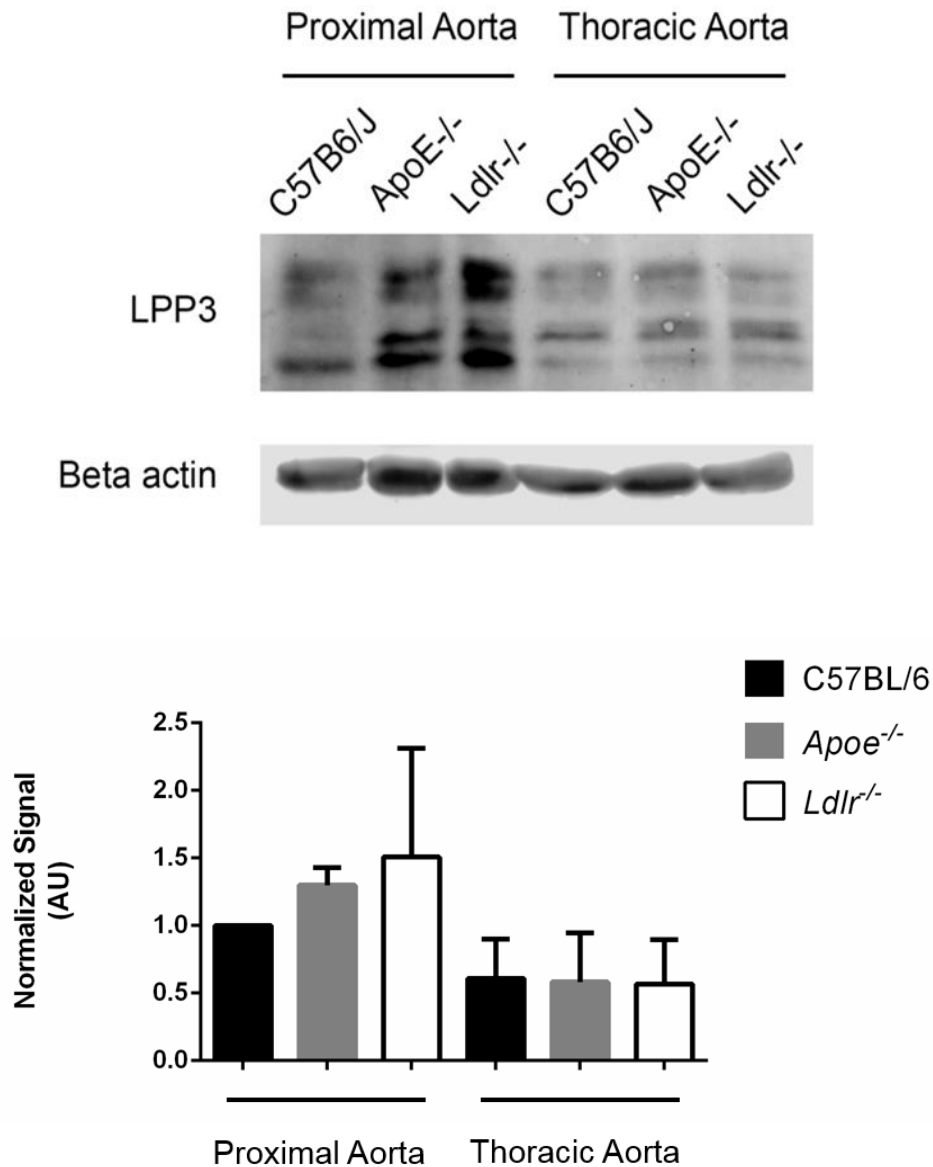 Proximal Aorta Thoracic Aorta
C57B6/J ApoE-/- Ldlr-/- C57B6/J ApoE-/- Ldlr-/-
LPP3
Beta actin
C57BL/6
Apoe-/-
Ldlr-/-
Normalized Signal
(AU)
2.5
2.0
1.5
1.0
0.5
0.0
Proximal Aorta Thoracic Aorta